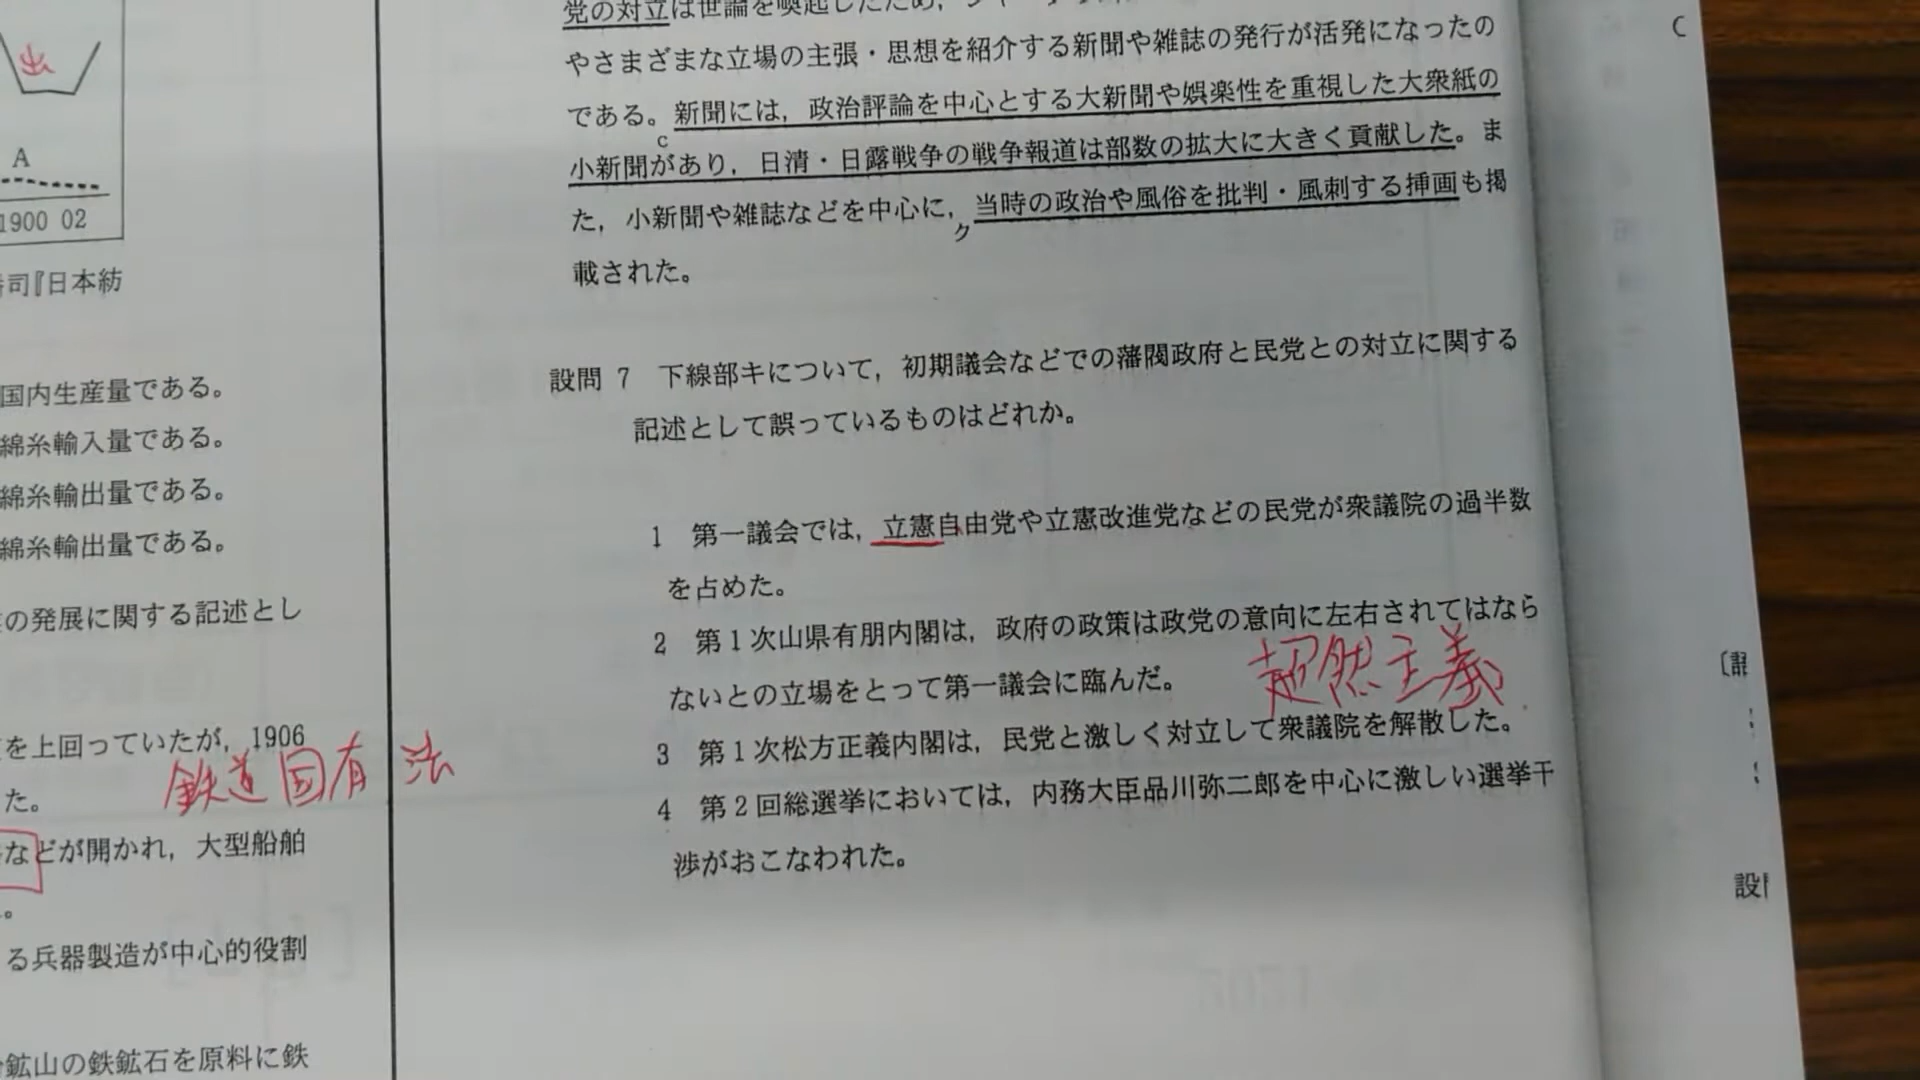 出
A
1900 02
司『日本紡
国内生産量である。
綿糸輸入量である。
綿糸輸出量である。
綿糸輸出量である。
の発展に関する記述とし
を上回っていたが，1906
鉄道国有法
た。
などが開かれ，大型船舶
。
る兵器製造が中心的役割
鉱山の鉄鉱石を原料に鉄
党の対立は世論を喚起したため，
やさまざまな立場の主張・思想を紹介する新聞や雑誌の発行が活発になったの
である。新聞には，政治評論を中心とする大新聞や娯楽性を重視した大衆紙の
c
小新聞があり，日清・日露戦争の戦争報道は部数の拡大に大きく貢献した。ま
た，小新聞や雑誌などを中心に，当時の政治や風俗を批判・風刺する挿画も掲
ク
載された。
設問 7 下線部キについて，初期議会などでの藩閥政府と民党との対立に関する
記述として誤っているものはどれか。
1 第一議会では，立憲自由党や立憲改進党などの民党が衆議院の過半数
を占めた。
2 第1次山県有朋内閣は，政府の政策は政党の意向に左右されてはなら
ないとの立場をとって第一議会に臨んだ。
超然主義
3 第1次松方正義内閣は，民党と激しく対立して衆議院を解散した。
4 第2回総選挙においては，内務大臣品川弥二郎を中心に激しい選挙干
渉がおこなわれた。
C
設